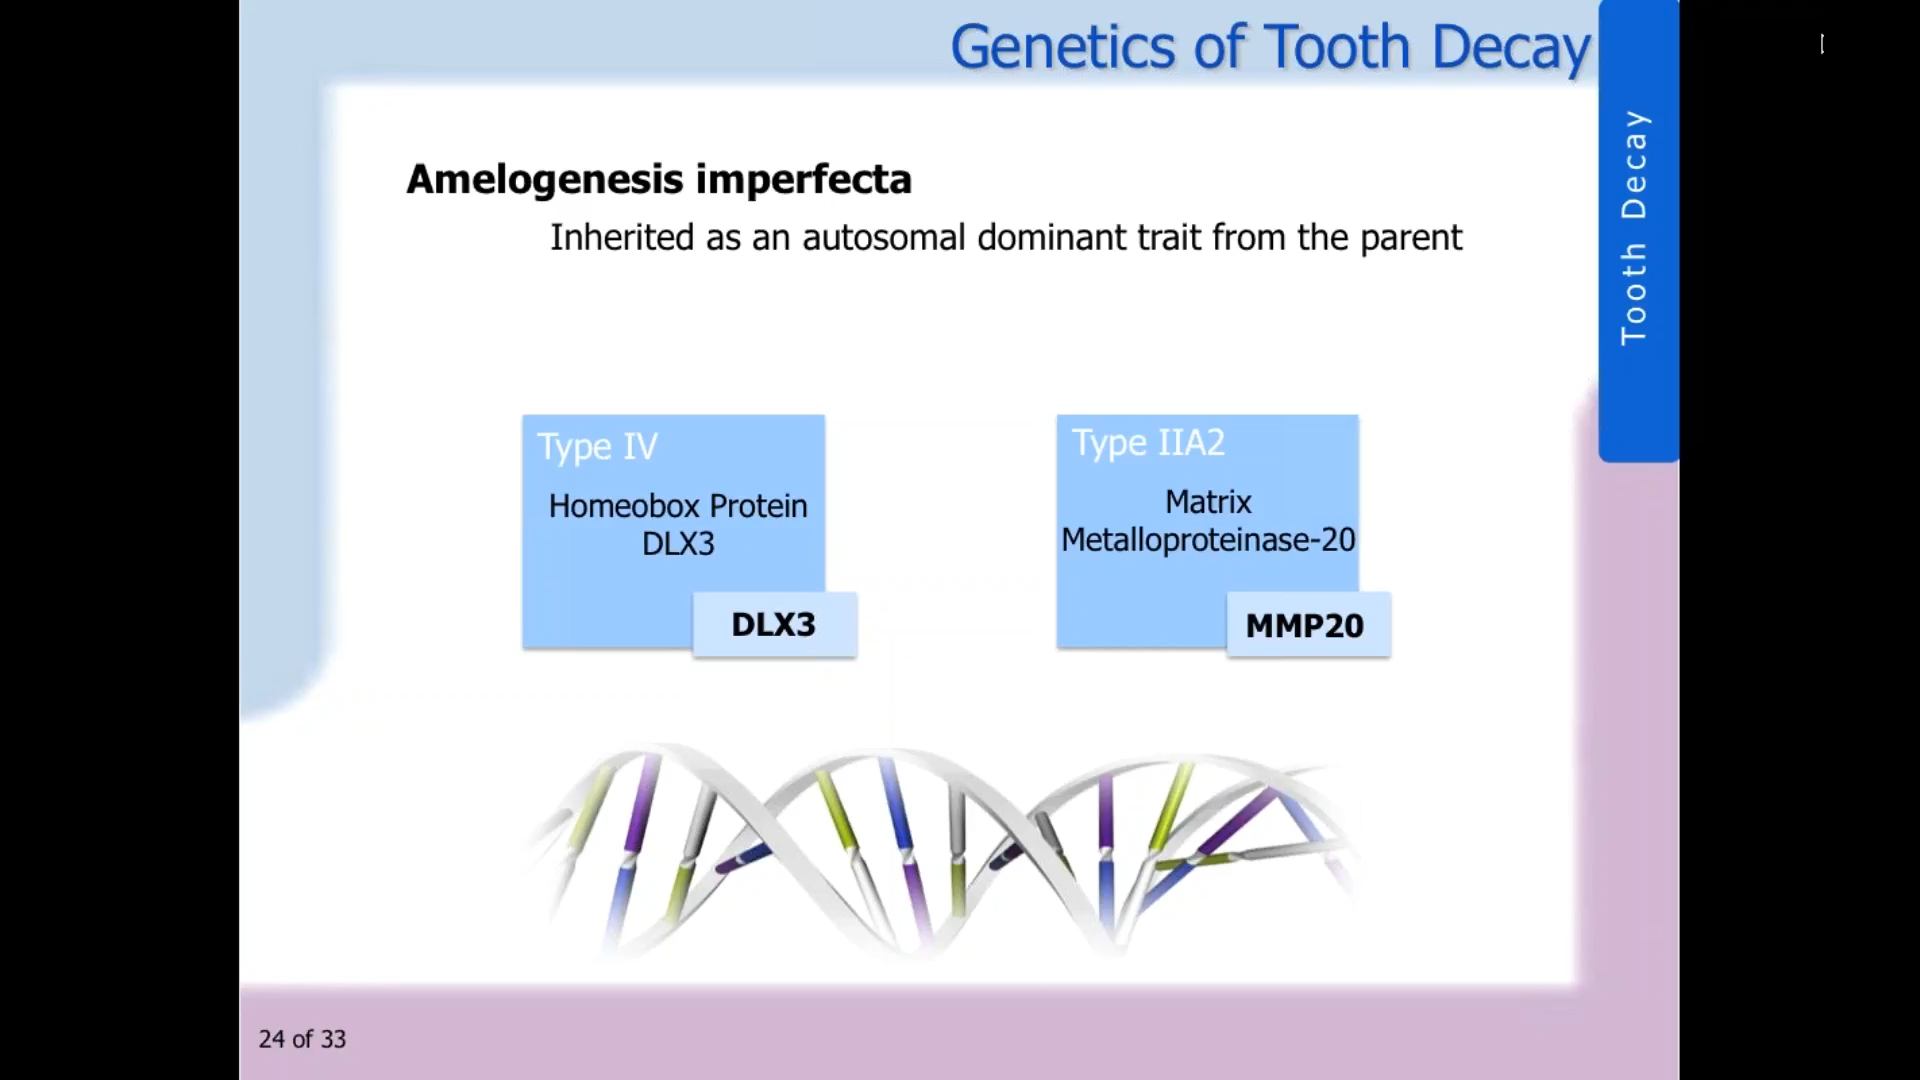 Genetics of Tooth Decay
Tooth Decay
Amelogenesis imperfecta
Inherited as an autosomal dominant trait from the parent
Type IV
Homeobox Protein
DLX3
DLX3
Type IIA2
Matrix
Metalloproteinase-20
MMP20
24 of 33